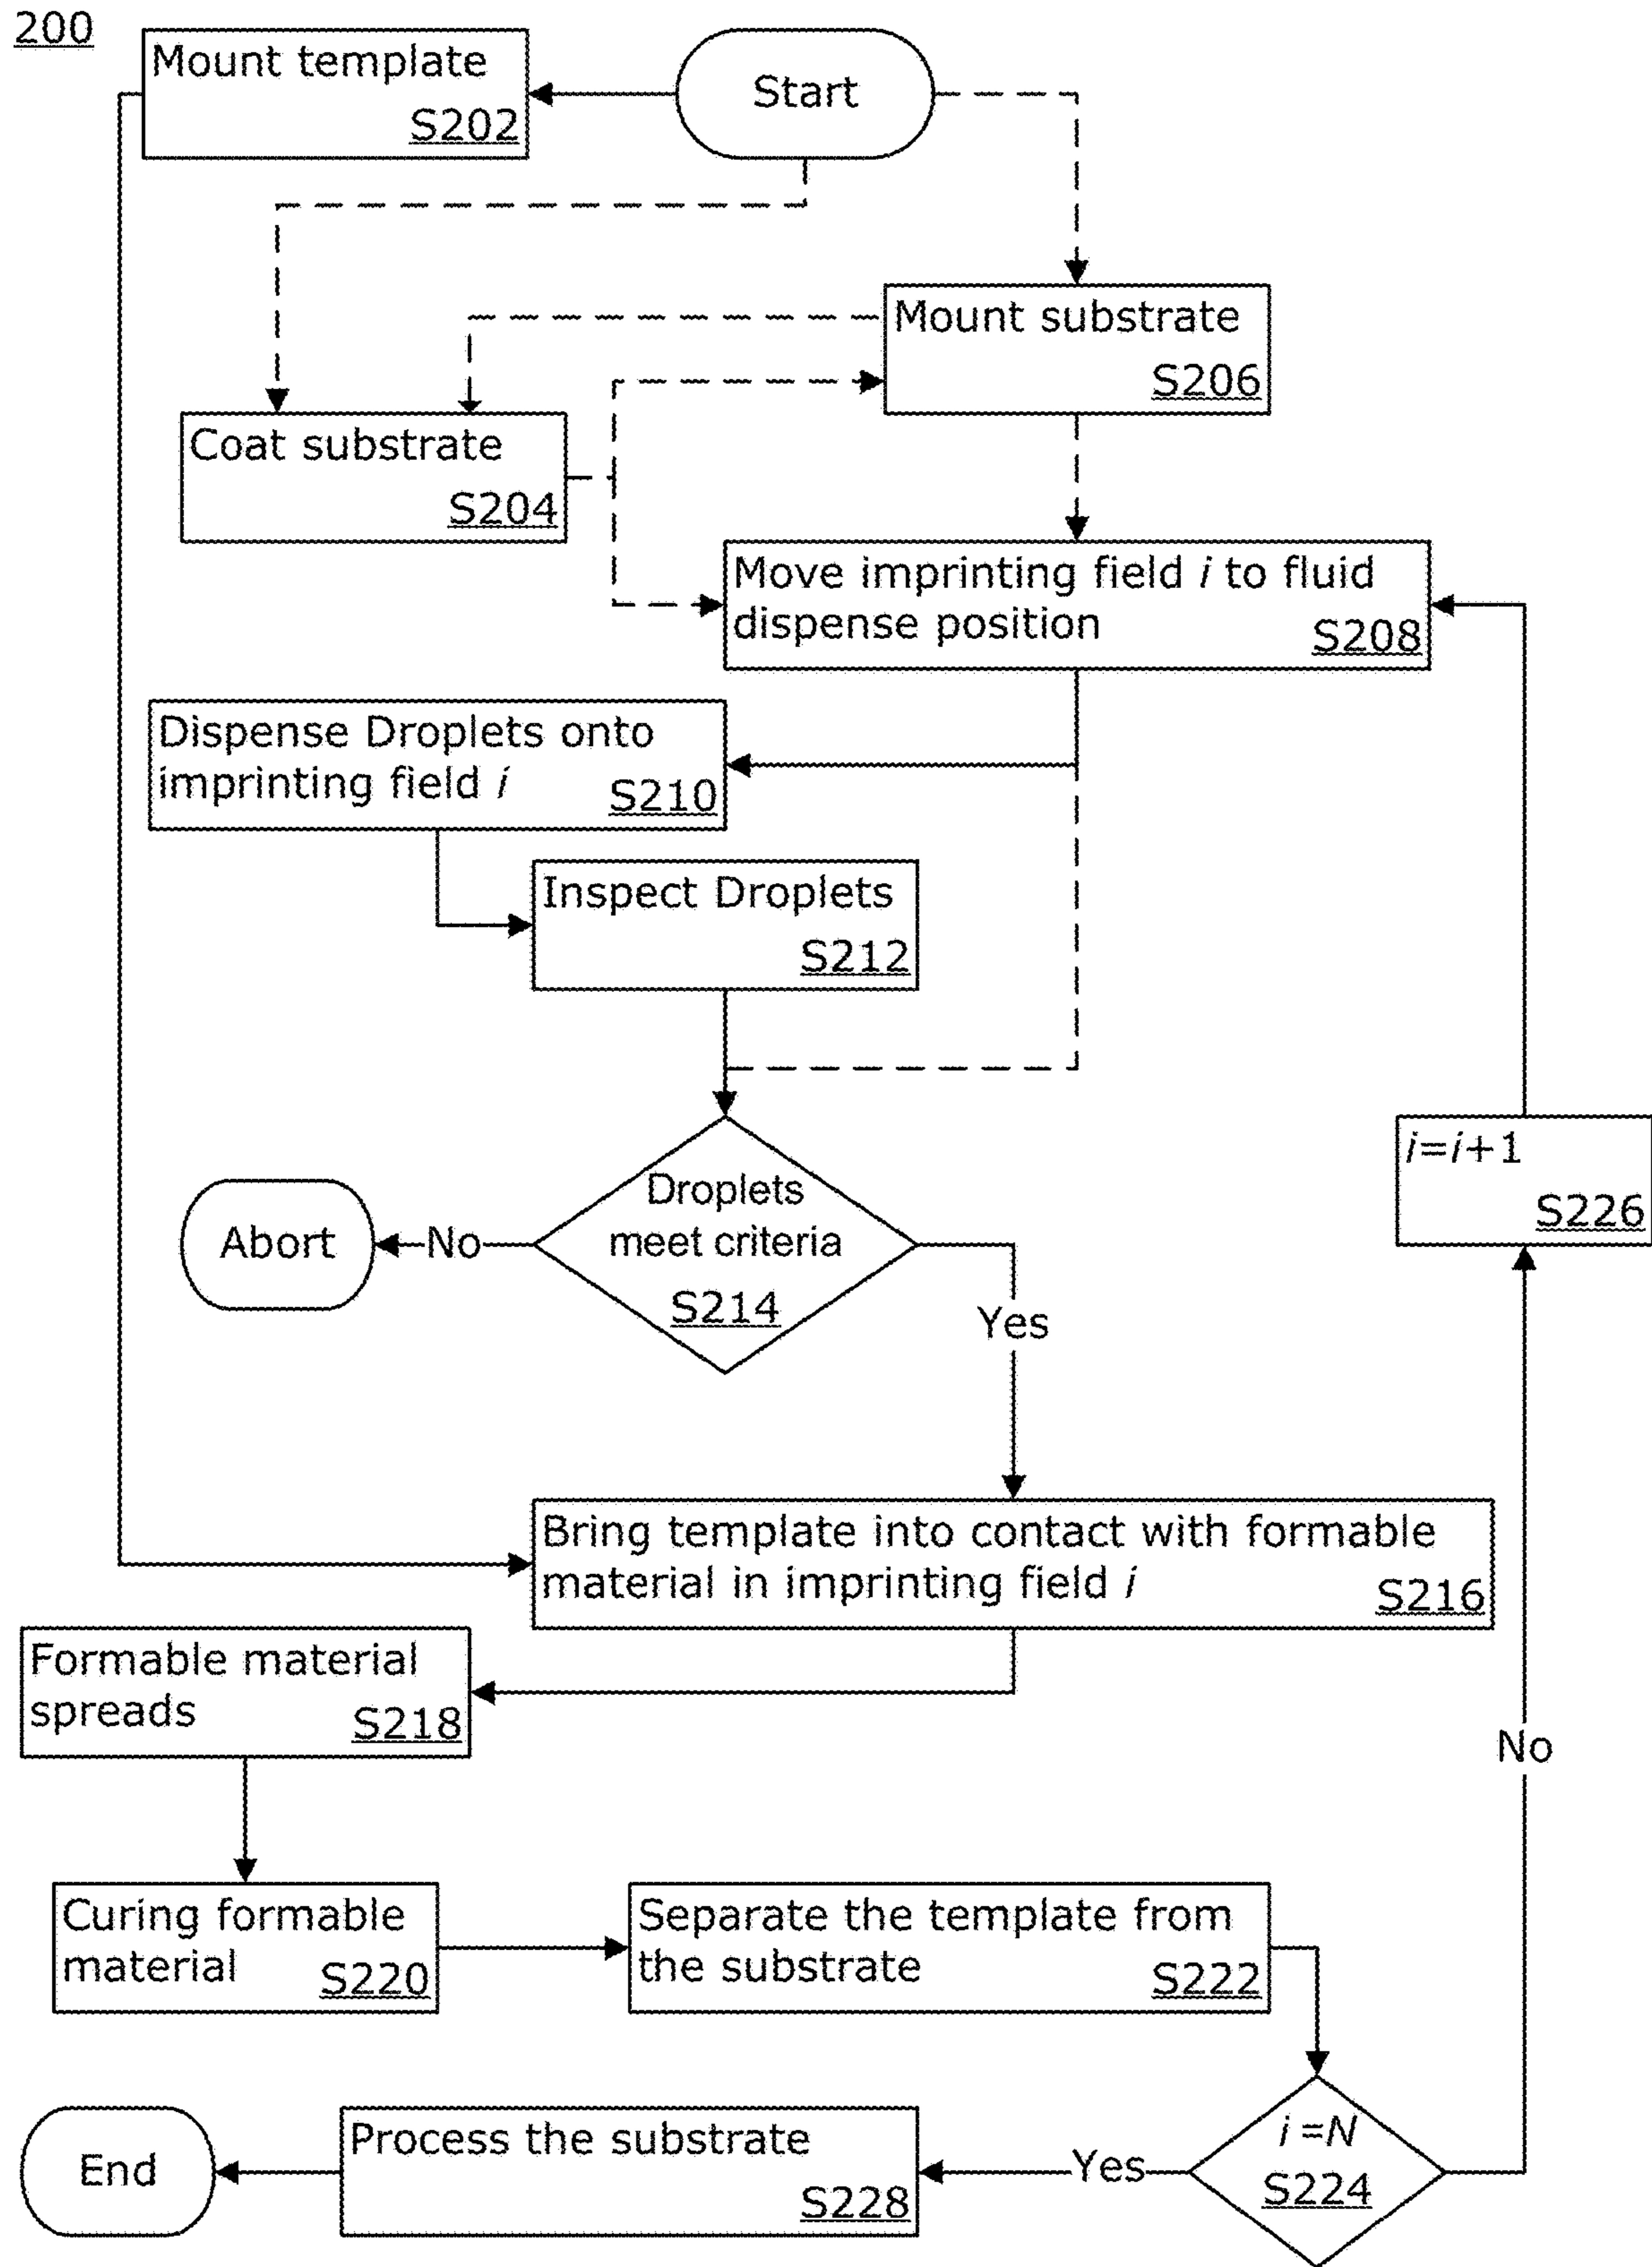 200
Mount template
S202
Start
Mount substrate
S206
Coat substrate
S204
Move imprinting field i to fluid
dispense position
S208
Dispense Droplets onto
imprinting field i
S210
Inspect Droplets
S212
Droplets
meet criteria
S214
No
Abort
Yes
i=i+1
S226
Bring template into contact with formable
material in imprinting field i
S216
Formable material
spreads
S218
No
Curing formable
material
S220
Separate the template from
the substrate
S222
i =N
S224
Yes
Process the substrate
S228
End